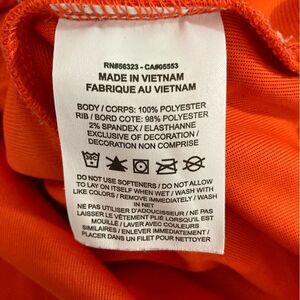 RN#56323 - CA#05553
MADE IN VIETNAM
FABRIQUE AU VIETNAM
BODY / CORPS: 100% POLYESTER
RIB / BORD COTE: 98% POLYESTER
2% SPANDEX / ELASTHANNE
EXCLUSIVE OF DECORATION /
DECORATION NON COMPRISE
DO NOT USE SOFTENERS / DO NOT ALLOW
TO LAY ON ITSELF WHEN WET / WASH WITH
LIKE COLORS / REMOVE IMMEDIATELY / WASH
IN NET
NE PAS UTILISER D'ADOUCISSEUR / NE PAS
LAISSER LE VÊTEMENT PLIÉ LORSQU'IL EST
MOUILLÉ / LAVER AVEC COULEURS
SIMILAIRES / ENLEVER IMMÉDIATEMENT /
PLACER DANS UN FILET POUR NETTOYER